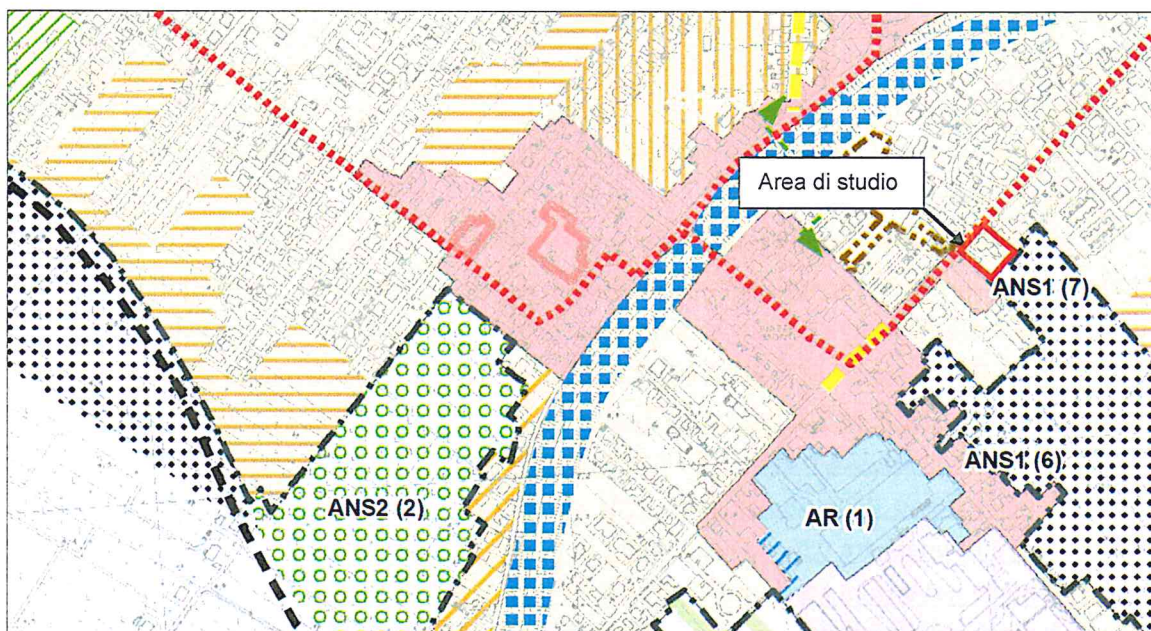 Area di studio
ANS1 (7)
ANS2 (2)
ANS1 (6)
AR (1)